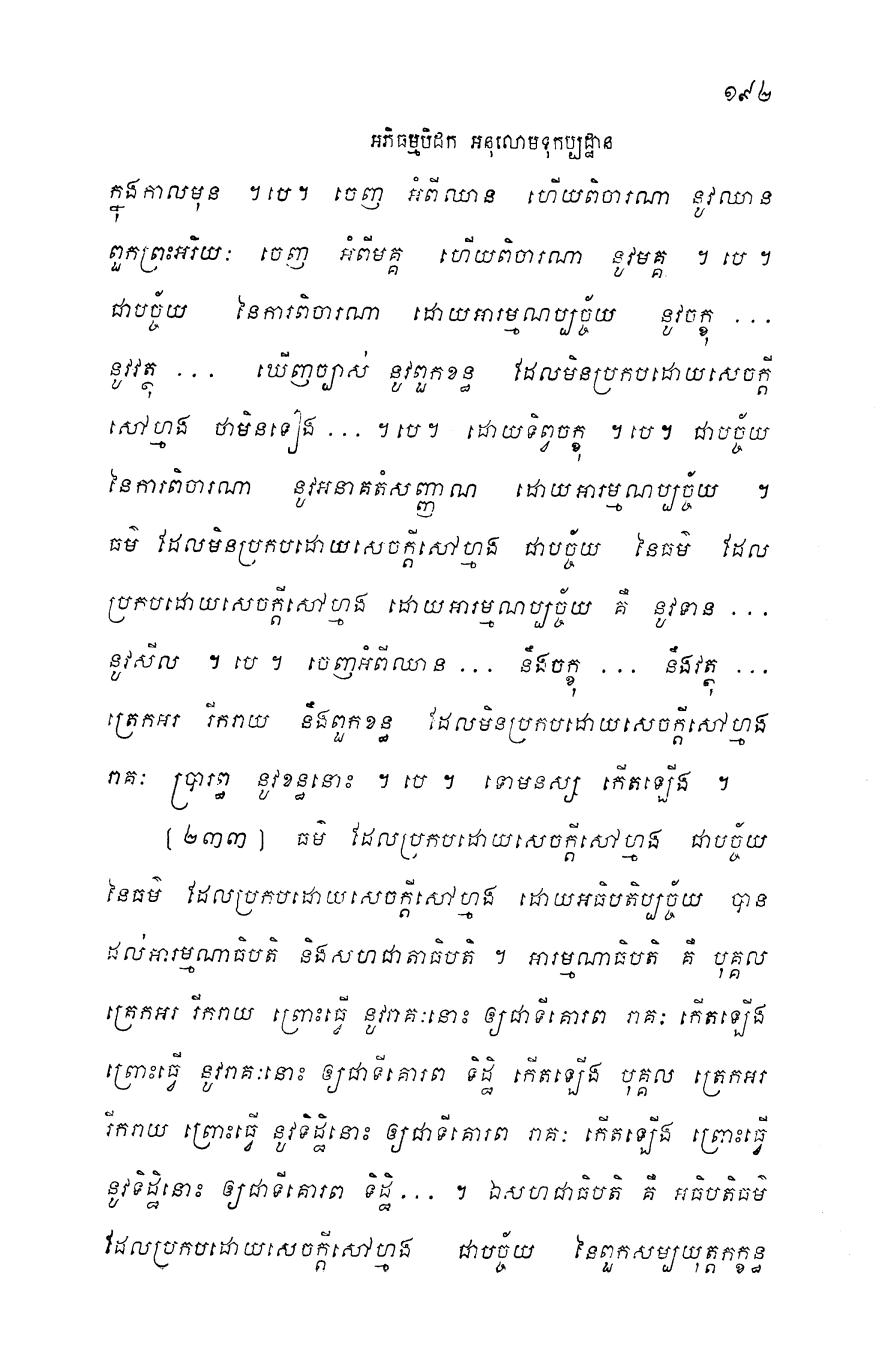 ១៩២
អភិធម្មបិដក អនុលោមទុកប្បដ្ឋាន
ក្នុងកាលមុន ។បេ។ ចេញ អំពីឈាន ហើយពិចារណា នូវឈាន
ពួកព្រះអរិយៈ ចេញ អំពីមគ្គ ហើយពិចារណា នូវមគ្គ ។ បេ ។
ជាបច្ច័យ នៃការពិចារណា ដោយអារម្មណប្បច្ច័យ នូវចក្ខុ ...
នូវវត្ថុ ... ឃើញច្បាស់ នូវពួកខន្ធ ដែលមិនប្រកបដោយសេចក្តី
សៅហ្មង ថាមិនទៀង ... ។បេ។ ដោយទិព្វចក្ខុ ។បេ។ ជាបច្ច័យ
នៃការពិចារណា នូវអនាគតំសញ្ញាណ ដោយអារម្មណប្បច្ច័យ ។
ធម៌ ដែលមិនប្រកបដោយសេចក្តីសៅហ្មង ជាបច្ច័យ នៃធម៌ ដែល
ប្រកបដោយសេចក្តីសៅហ្មង ដោយអារម្មណប្បច្ច័យ គឺ នូវទាន ...
នូវសីល ។ បេ ។ ចេញអំពីឈាន ... នឹងចក្ខុ ... នឹងវត្ថុ ...
ត្រេកអរ រីករាយ នឹងពួកខន្ធ ដែលមិនប្រកបដោយសេចក្តីសៅហ្មង
រាគៈ ប្រារព្ធ នូវខន្ធនោះ ។ បេ ។ ទោមនស្ស កើតឡើង ។
[ ២៣៣ ] ធម៌ ដែលប្រកបដោយសេចក្តីសៅហ្មង ជាបច្ច័យ
នៃធម៌ ដែលប្រកបដោយសេចក្តីសៅហ្មង ដោយអធិបតិប្បច្ច័យ បាន
ដល់អារម្មណាធិបតិ និងសហជាតាធិបតិ ។ អារម្មណាធិបតិ គឺ បុគ្គល
ត្រេកអរ រីករាយ ព្រោះធ្វើ នូវរាគៈនោះ ឲ្យជាទីគោរព រាគៈ កើតឡើង
ព្រោះធ្វើ នូវរាគៈនោះ ឲ្យជាទីគោរព ទិដ្ឋិ កើតឡើង បុគ្គល ត្រេកអរ
រីករាយ ព្រោះធ្វើ នូវទិដ្ឋិនោះ ឲ្យជាទីគោរព រាគៈ កើតឡើង ព្រោះធ្វើ
នូវទិដ្ឋិនោះ ឲ្យជាទីគោរព ទិដ្ឋិ ... ។ ឯសហជាធិបតិ គឺ អធិបតិធម៌
ដែលប្រកបដោយសេចក្តីសៅហ្មង ជាបច្ច័យ នៃពួកសម្បយុត្តកក្ខន្ធ